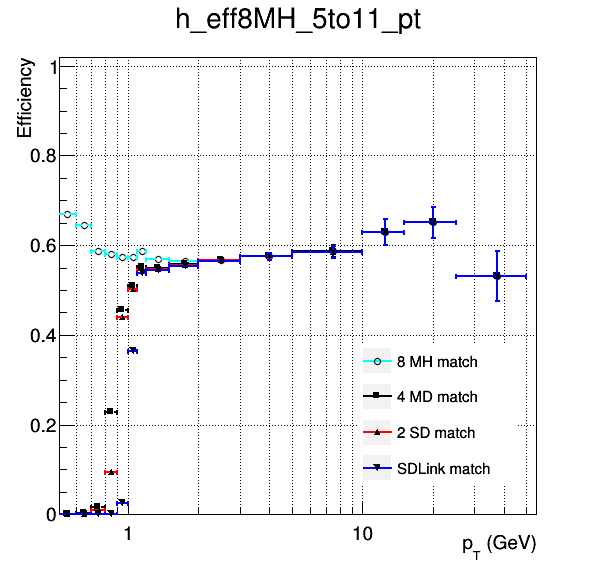 h_eff8MH_5to11_pt
Efficiency
1
0.8
0.6
0.4
0.2
0
8 MH match
4 MD match
2 SD match
SDLink match
1
10
pT (GeV)